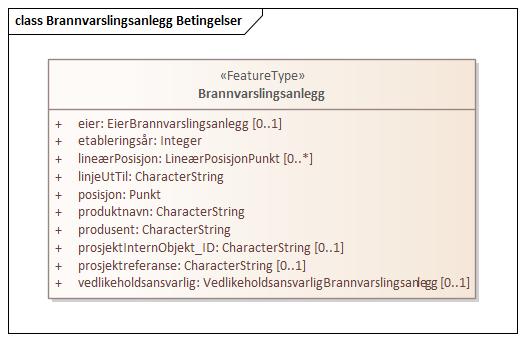 class Brannvarslingsanlegg Betingelser
«FeatureType»
Brannvarslingsanlegg
+ eier: EierBrannvarslingsanlegg [0..1]
+ etableringsår: Integer
+ lineærPosisjon: LineærPosisjonPunkt [0..*]
+ linjeUtTil: CharacterString
+ posisjon: Punkt
+ produktnavn: CharacterString
+ produsent: CharacterString
+ prosjektInternObjekt_ID: CharacterString [0..1]
+ prosjektreferanse: CharacterString [0..1]
+ vedlikeholdsansvarlig: VedlikeholdsansvarligBrannvarslingsanlegg [0..1]